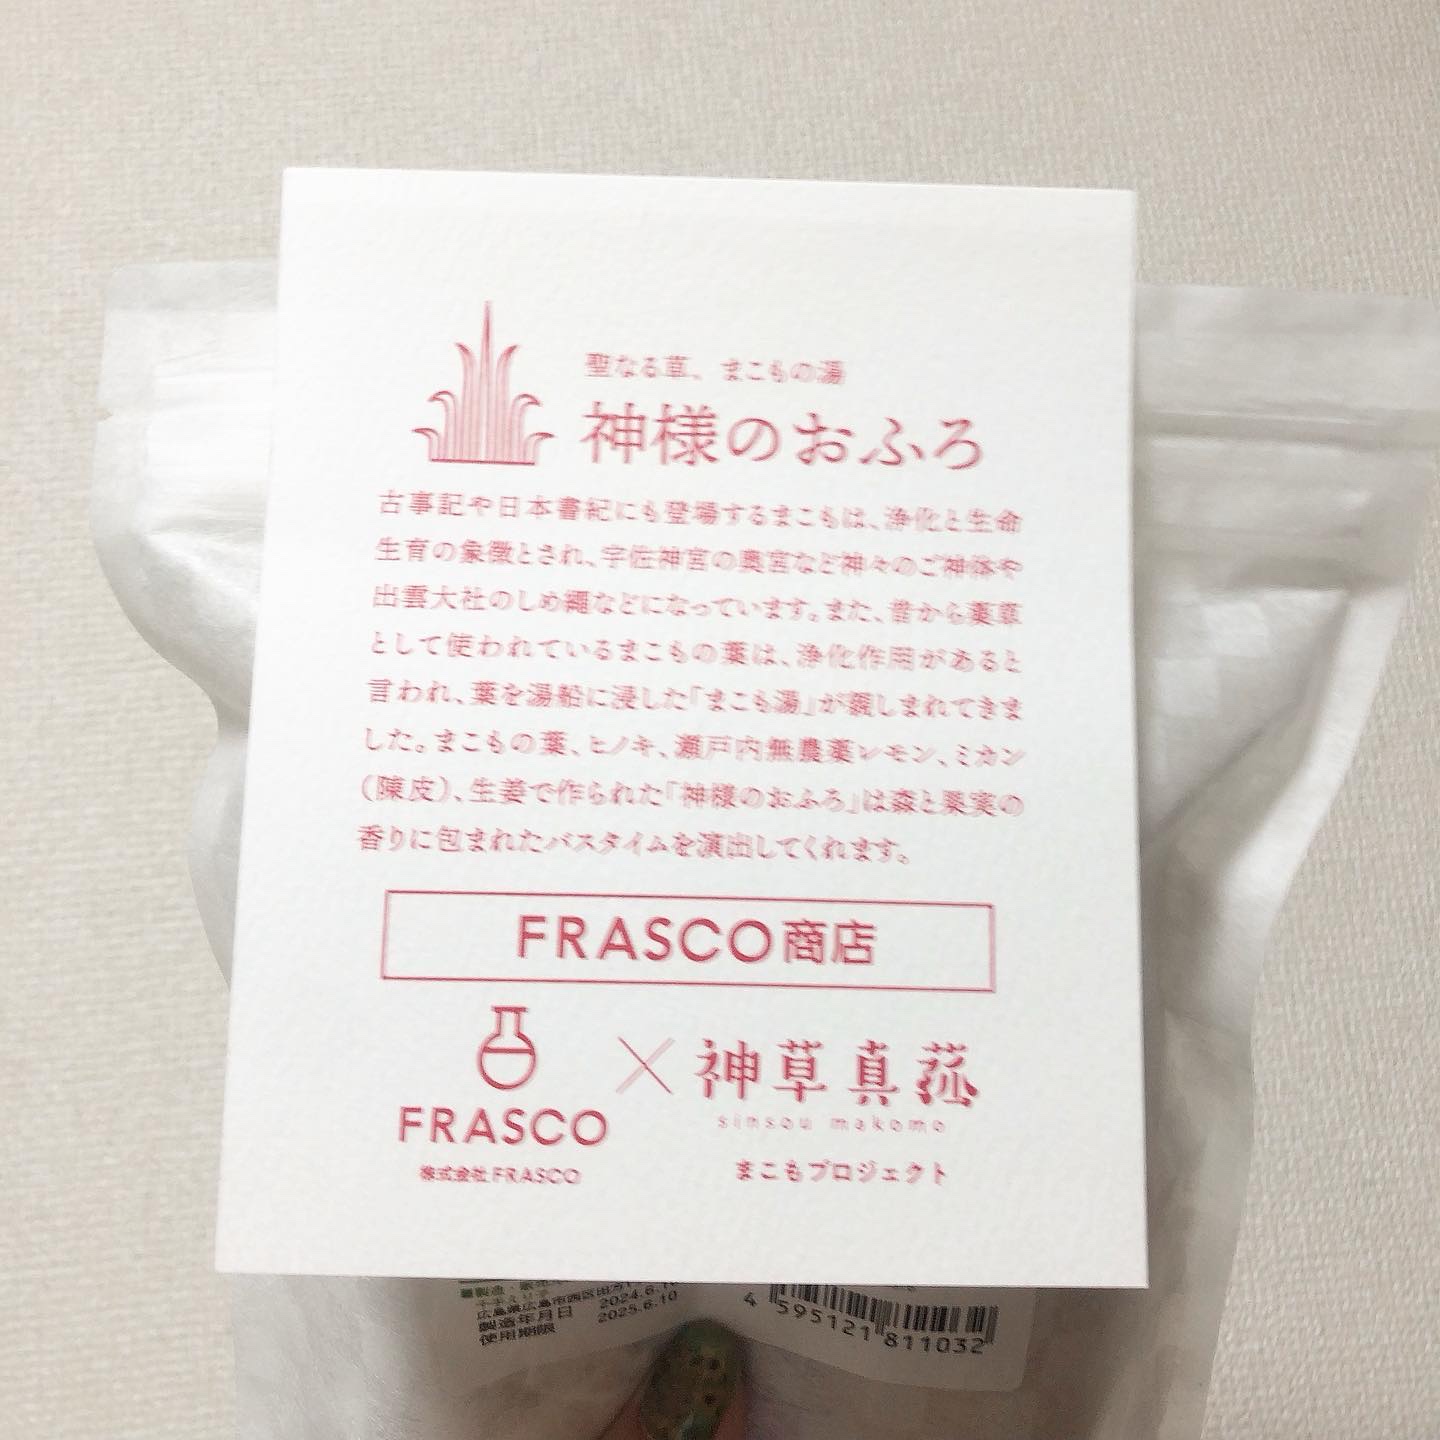 聖なる草、まこもの湯
神様のおふろ
古事記や日本書紀にも登場するまこもは、浄化と生命
生育の象徴とされ、宇佐神宮の奥宮など神々のご神体や
出雲大社のしめ縄などになっています。また、昔から薬草
として使われているまこもの葉は、浄化作用があると
言われ、葉を湯船に浸した「まこも湯」が親しまれてきま
した。まこもの葉、ヒノキ、瀬戸内無農薬レモン、ミカン
(陳皮)、生姜で作られた「神様のおふろ」は森と果実の
香りに包まれたバスタイムを演出してくれます。
FRASCO商店
FRASCO
株式会社FRASCO
神草真菰
sinsou makomo
まこもプロジェクト
広島県広島市西区
製造年月日 2024.6.10
使用期限 2025.6.10
4 595121 811032